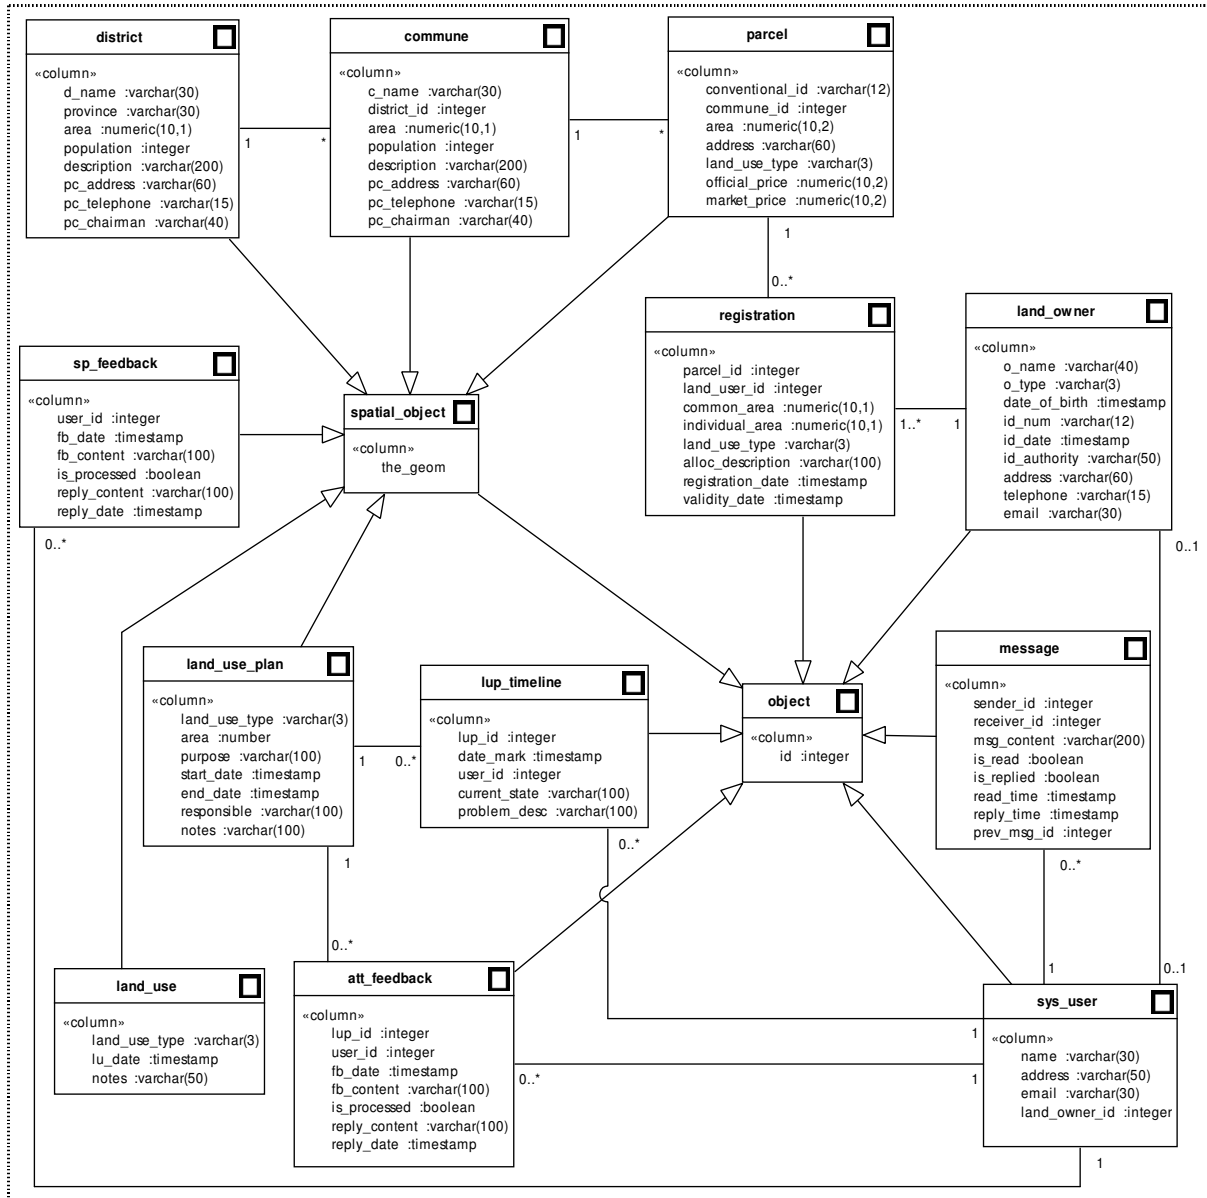 district
«column»
d_name :varchar(30)
province :varchar(30)
area :numeric(10,1)
population :integer
description :varchar(200)
pc_address :varchar(60)
pc_telephone :varchar(15)
pc_chairman :varchar(40)
1
*
commune
«column»
c_name :varchar(30)
district_id :integer
area :numeric(10,1)
population :integer
description :varchar(200)
pc_address :varchar(60)
pc_telephone :varchar(15)
pc_chairman :varchar(40)
1
*
parcel
«column»
conventional_id :varchar(12)
commune_id :integer
area :numeric(10,2)
address :varchar(60)
land_use_type :varchar(3)
official_price :numeric(10,2)
market_price :numeric(10,2)
1
0..*
sp_feedback
«column»
user_id :integer
fb_date :timestamp
fb_content :varchar(100)
is_processed :boolean
reply_content :varchar(100)
reply_date :timestamp
0..*
spatial_object
«column»
the_geom
registration
«column»
parcel_id :integer
land_user_id :integer
common_area :numeric(10,1)
individual_area :numeric(10,1)
land_use_type :varchar(3)
alloc_description :varchar(100)
registration_date :timestamp
validity_date :timestamp
1..*
1
land_owner
«column»
o_name :varchar(40)
o_type :varchar(3)
date_of_birth :timestamp
id_num :varchar(12)
id_date :timestamp
id_authority :varchar(50)
address :varchar(60)
telephone :varchar(15)
email :varchar(30)
0..1
land_use_plan
«column»
land_use_type :varchar(3)
area :number
purpose :varchar(100)
start_date :timestamp
end_date :timestamp
responsible :varchar(100)
notes :varchar(100)
1
0..*
1
0..*
lup_timeline
«column»
lup_id :integer
date_mark :timestamp
user_id :integer
current_state :varchar(100)
problem_desc :varchar(100)
0..*
object
«column»
id :integer
message
«column»
sender_id :integer
receiver_id :integer
msg_content :varchar(200)
is_read :boolean
is_replied :boolean
read_time :timestamp
reply_time :timestamp
prev_msg_id :integer
0..*
1
0..1
land_use
«column»
land_use_type :varchar(3)
lu_date :timestamp
notes :varchar(50)
att_feedback
«column»
lup_id :integer
user_id :integer
fb_date :timestamp
fb_content :varchar(100)
is_processed :boolean
reply_content :varchar(100)
reply_date :timestamp
0..*
1
1
sys_user
«column»
name :varchar(30)
address :varchar(50)
email :varchar(30)
land_owner_id :integer
1